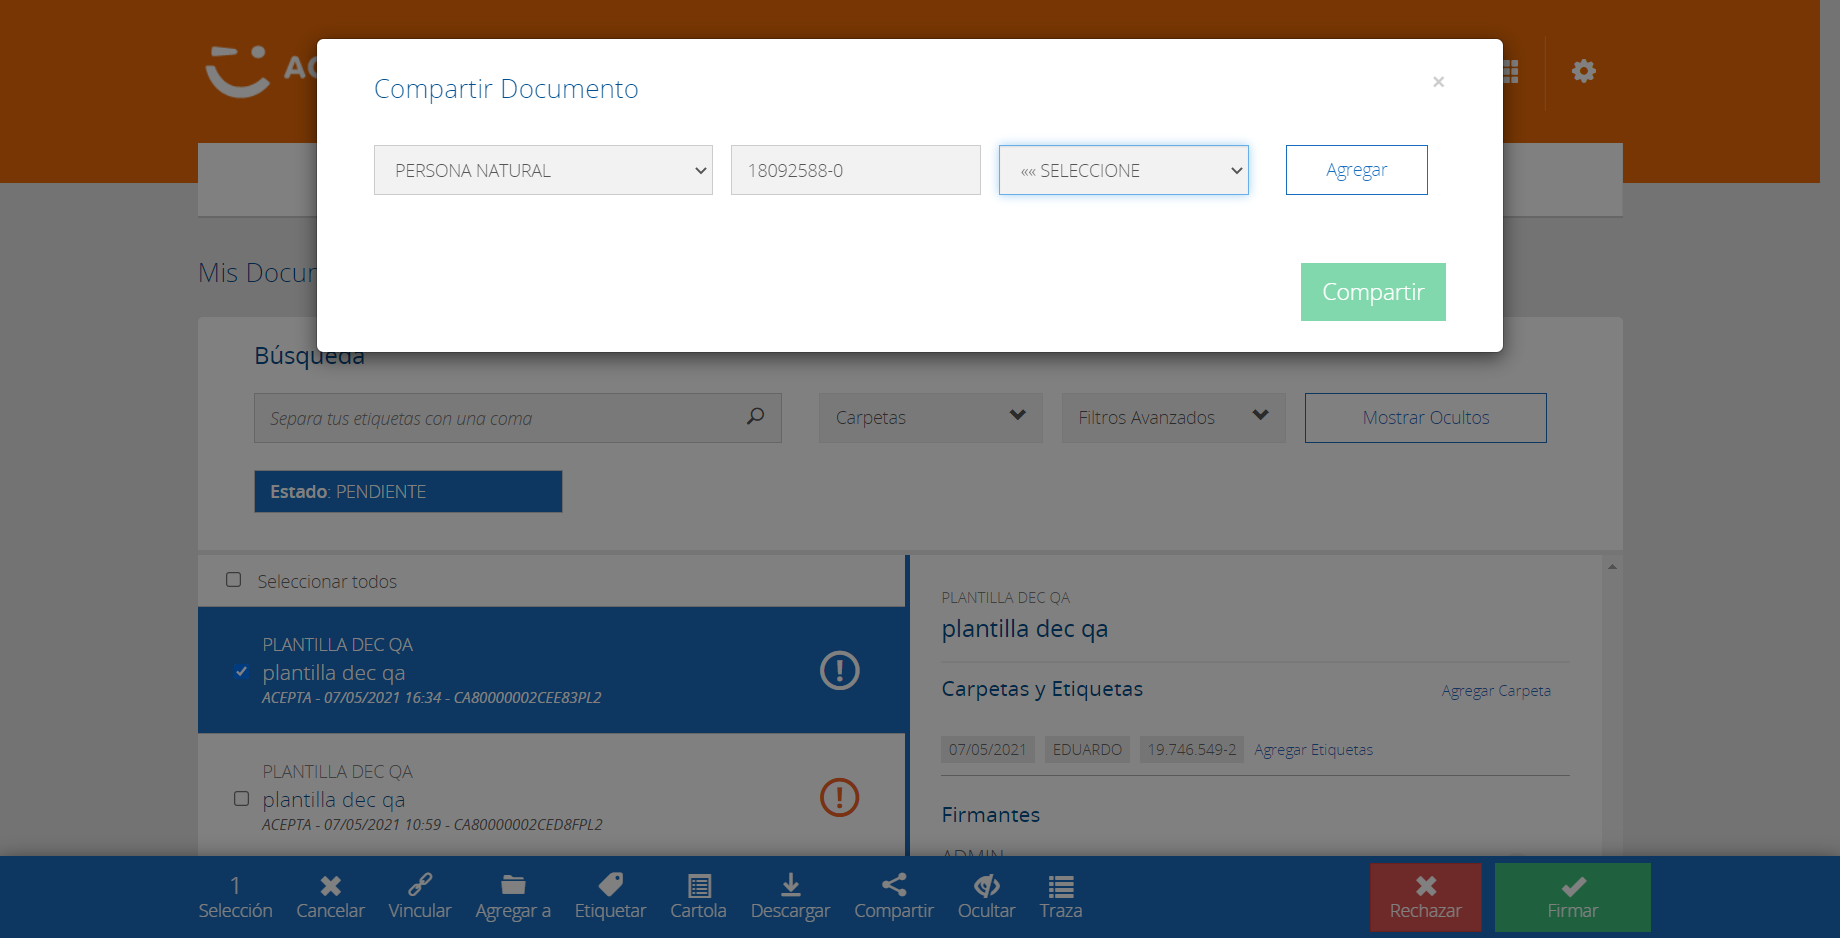 AC
Compartir Documento
×
PERSONA NATURAL
18092588-0
«« SELECCIONE
Agregar
Compartir
Mis Docu
Búsqueda
Separa tus etiquetas con una coma
Carpetas
Filtros Avanzados
Mostrar Ocultos
Estado: PENDIENTE
Seleccionar todos
PLANTILLA DEC QA
plantilla dec qa
ACEPTA - 07/05/2021 16:34 - CA80000002CEE83PL2
PLANTILLA DEC QA
plantilla dec qa
ACEPTA - 07/05/2021 10:59 - CA80000002CED8FPL2
PLANTILLA DEC QA
plantilla dec qa
Carpetas y Etiquetas
Agregar Carpeta
07/05/2021
EDUARDO
19.746.549-2
Agregar Etiquetas
Firmantes
ADMIN
1
Selección
Cancelar
Vincular
Agregar a
Etiquetar
Cartola
Descargar
Compartir
Ocultar
Traza
Rechazar
Firmar